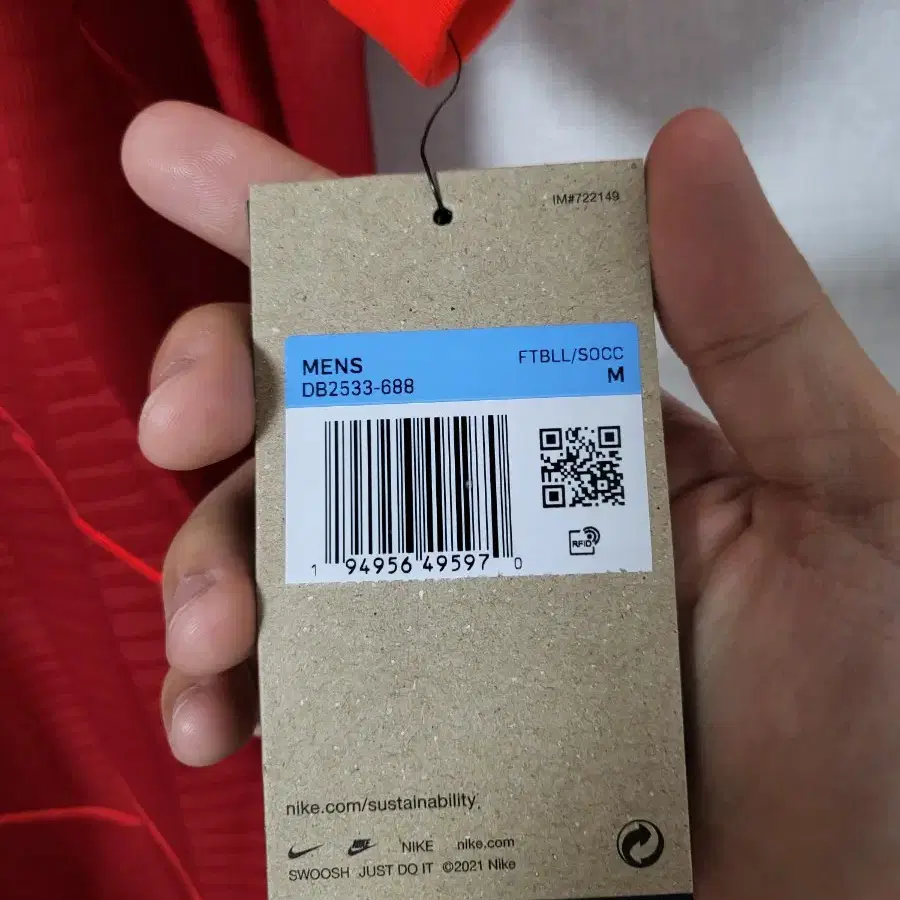 IM#722149
MENS FTBLL/SOCC
DB2533-688 M
RFID
1 94956 49597 0
nike.com/sustainability
NIKE nike.com
SWOOSH JUST DO IT ©2021 Nike